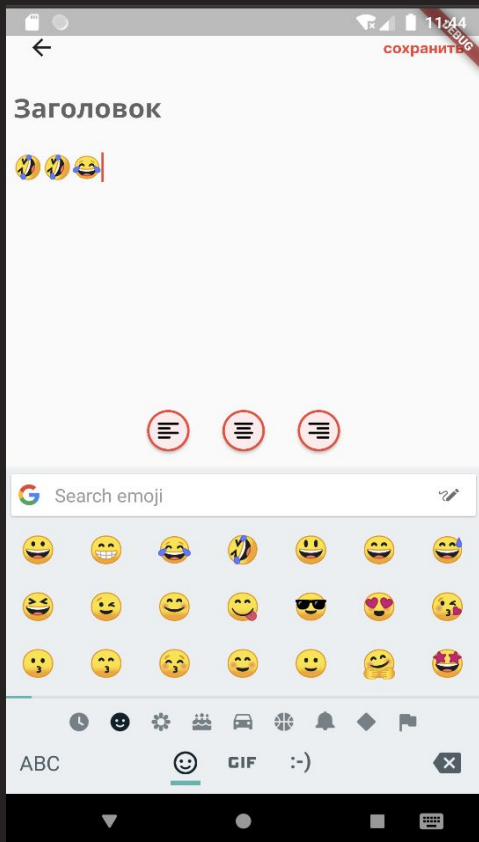 11:44
DEBUG
сохранить
Заголовок
🤣🤣😂
G Search emoji
ABC
GIF
:-)